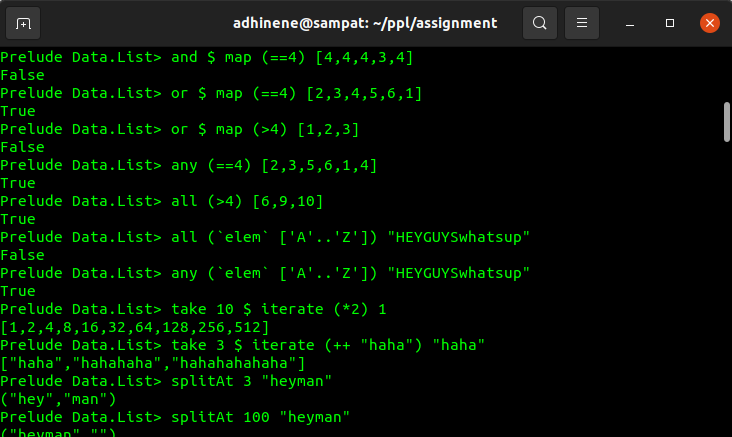 adhinene@sampat: ~/ppl/assignment
Prelude Data.List> and $ map (==4) [4,4,4,3,4]
False
Prelude Data.List> or $ map (==4) [2,3,4,5,6,1]
True
Prelude Data.List> or $ map (>4) [1,2,3]
False
Prelude Data.List> any (==4) [2,3,5,6,1,4]
True
Prelude Data.List> all (>4) [6,9,10]
True
Prelude Data.List> all (`elem` ['A'..'Z']) "HEYGUYSwhatsup"
False
Prelude Data.List> any (`elem` ['A'..'Z']) "HEYGUYSwhatsup"
True
Prelude Data.List> take 10 $ iterate (*2) 1
[1,2,4,8,16,32,64,128,256,512]
Prelude Data.List> take 3 $ iterate (++ "haha") "haha"
["haha","hahahaha","hahahahahaha"]
Prelude Data.List> splitAt 3 "heyman"
("hey","man")
Prelude Data.List> splitAt 100 "heyman"
("heyman","")